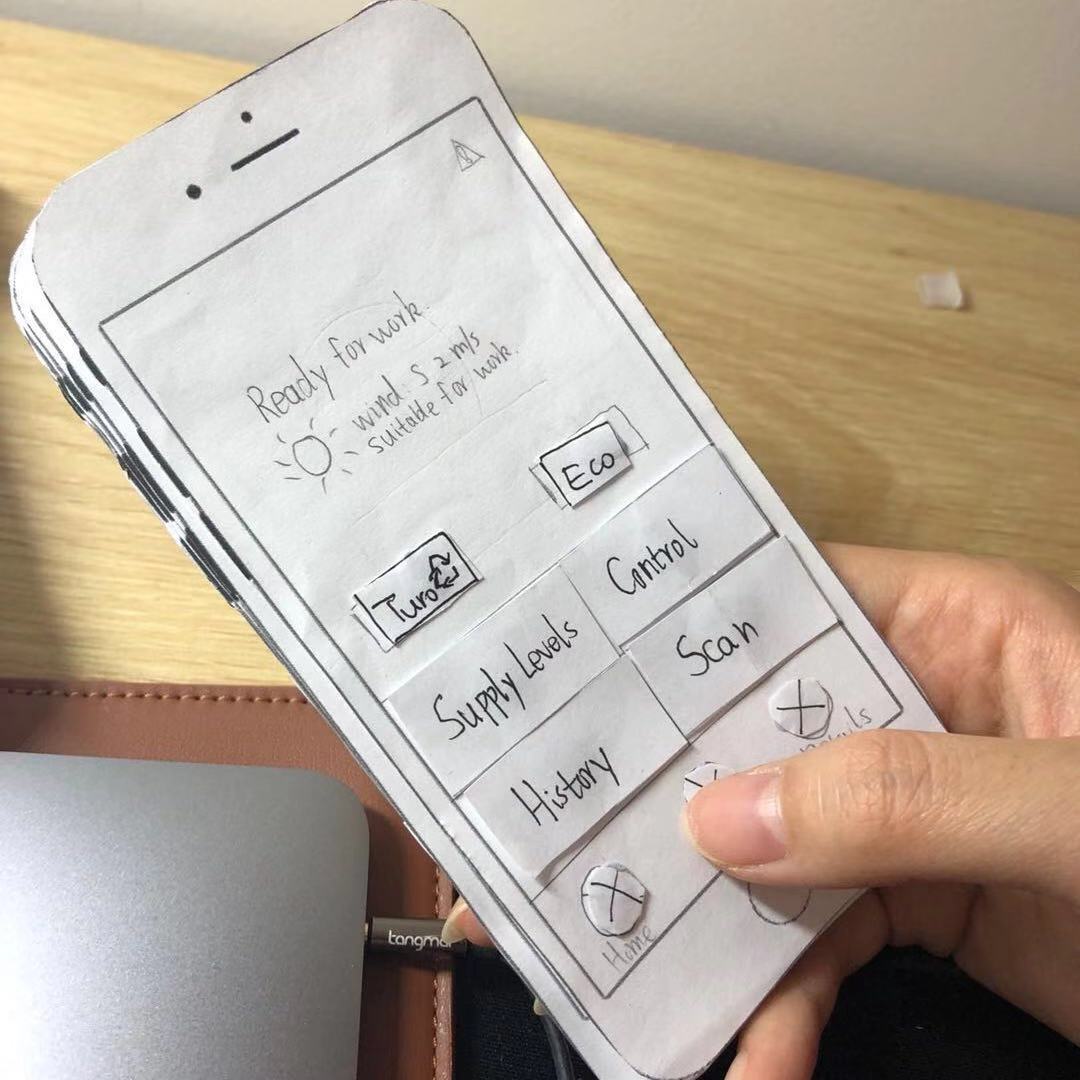 Ready for work.
wind. 5 2 m/s
suitable for work.
Eco
Turo
Control
Supply Levels
Scan
History
Home
tangma